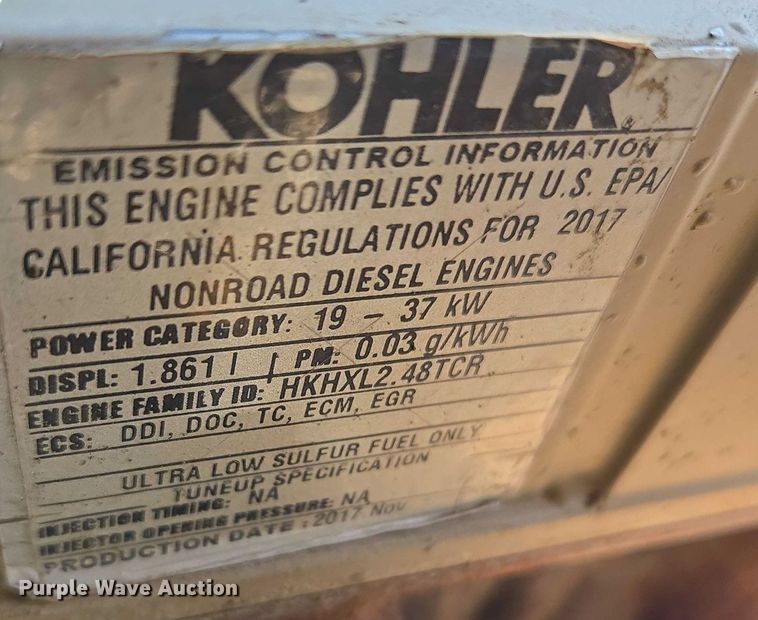 KOHLER®
EMISSION CONTROL INFORMATION
THIS ENGINE COMPLIES WITH U.S. EPA/
CALIFORNIA REGULATIONS FOR 2017
NONROAD DIESEL ENGINES
POWER CATEGORY: 19 - 37 kW
DISPL: 1.861 l | PM: 0.03 g/kWh
ENGINE FAMILY ID: HKHXL2.48TCR
ECS: DDI, DOC, TC, ECM, EGR
ULTRA LOW SULFUR FUEL ONLY
TUNEUP SPECIFICATION
INJECTION TIMING: NA
INJECTOR OPENING PRESSURE: NA
PRODUCTION DATE : 2017 Nov
Purple Wave Auction